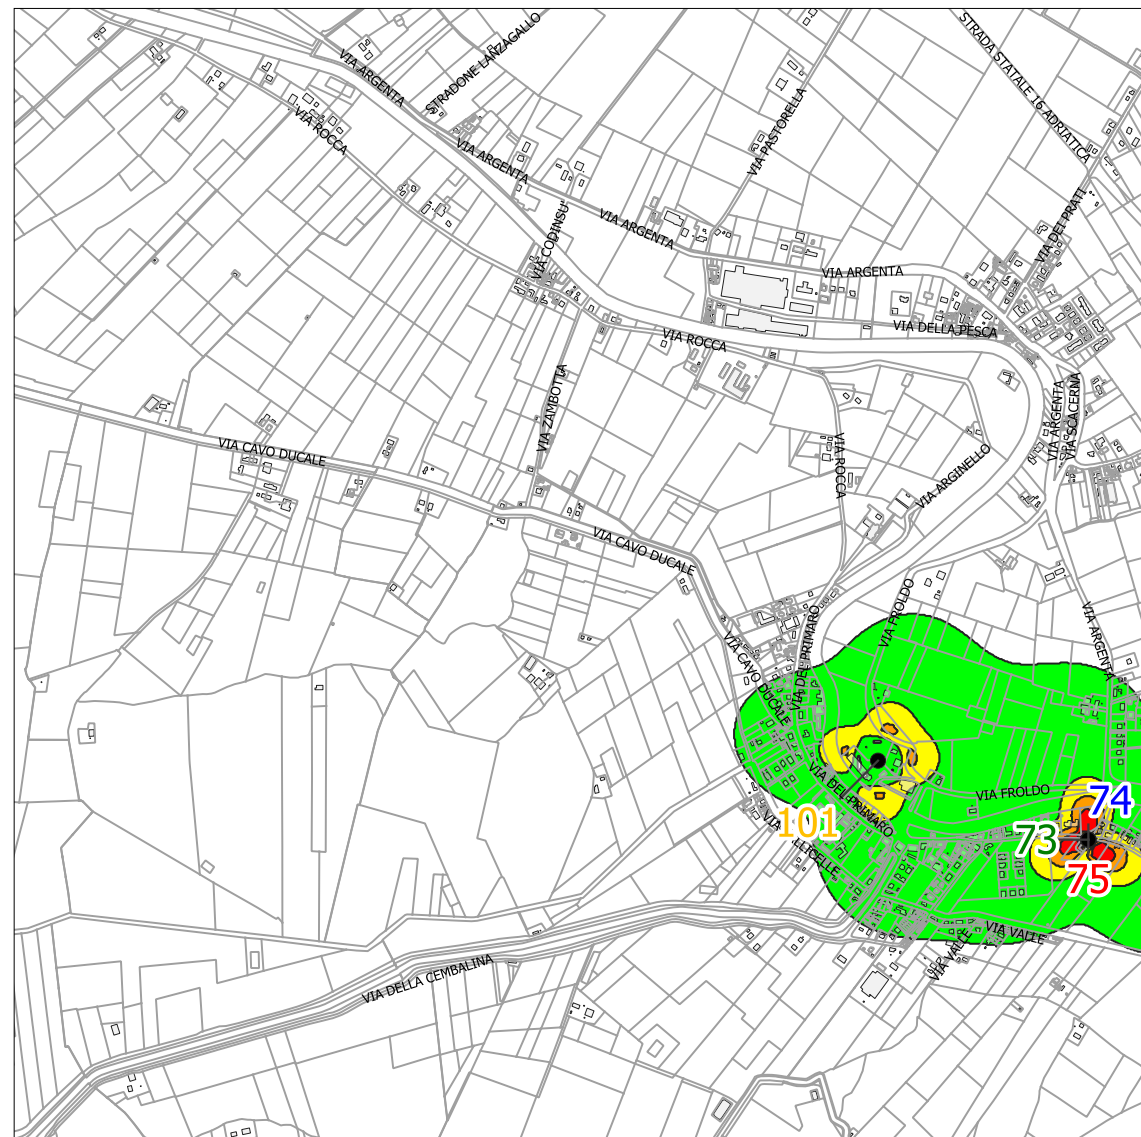 VIA ARGENTA
STRADONE LANZAGALLO
STRADA STATALE 16 ADRIATICA
VIA ROCCA
VIA ARGENTA
VIA PASTORELLA
VIA CODINSU'
VIA ARGENTA
VIA DEI PRATI
VIA ARGENTA
VIA DELLA PESCA
VIA ROCCA
VIA ZAMBOTTA
VIA ARGENTA
VIA SCACERNA
VIA CAVO DUCALE
VIA ROCCA
VIA ARGINELLO
VIA CAVO DUCALE
VIA FROLDO
VIA ARGENTA
VIA DEL PRIMARO
VIA CAVO DUCALE
VIA DEL PRIMARO
VIA FROLDO
74
101
73
75
VIA VALLE
VIA VALLE
VIA DELLA CEMBALINA